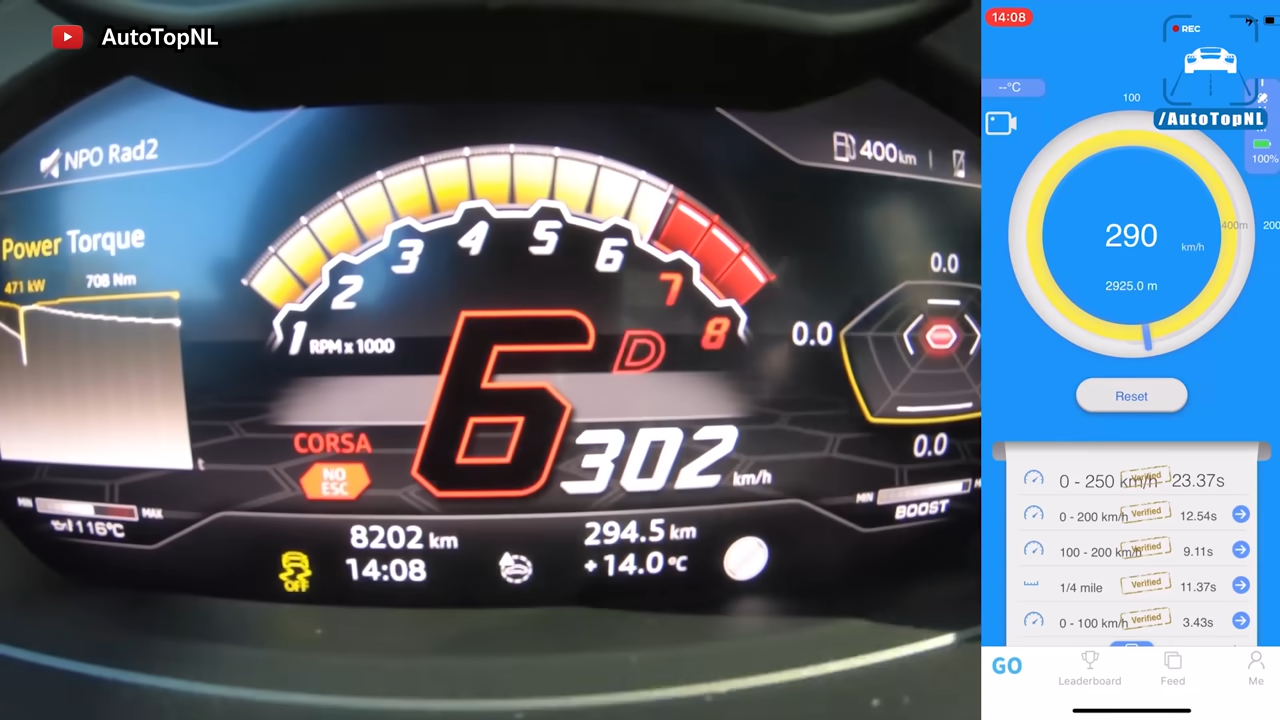 AutoTopNL
NPO Rad2
400km
Power Torque
471 kW
708 Nm
1 2 3 4 5 6 7 8
RPM x 1000
6 D
302 km/h
CORSA
NO
ESC
MIN
MAX
116°C
8202 km
294.5 km
14:08
+14.0°C
OFF
0.0
0.0
0.0
MIN
BOOST
14:08
REC
/AutoTopNL
--°C
100
100%
400m
200
290
km/h
2925.0 m
Reset
0 - 250 km/h Verified 23.37s
0 - 200 km/h Verified 12.54s
100 - 200 km/h Verified 9.11s
1/4 mile Verified 11.37s
0 - 100 km/h Verified 3.43s
GO
Leaderboard
Feed
Me